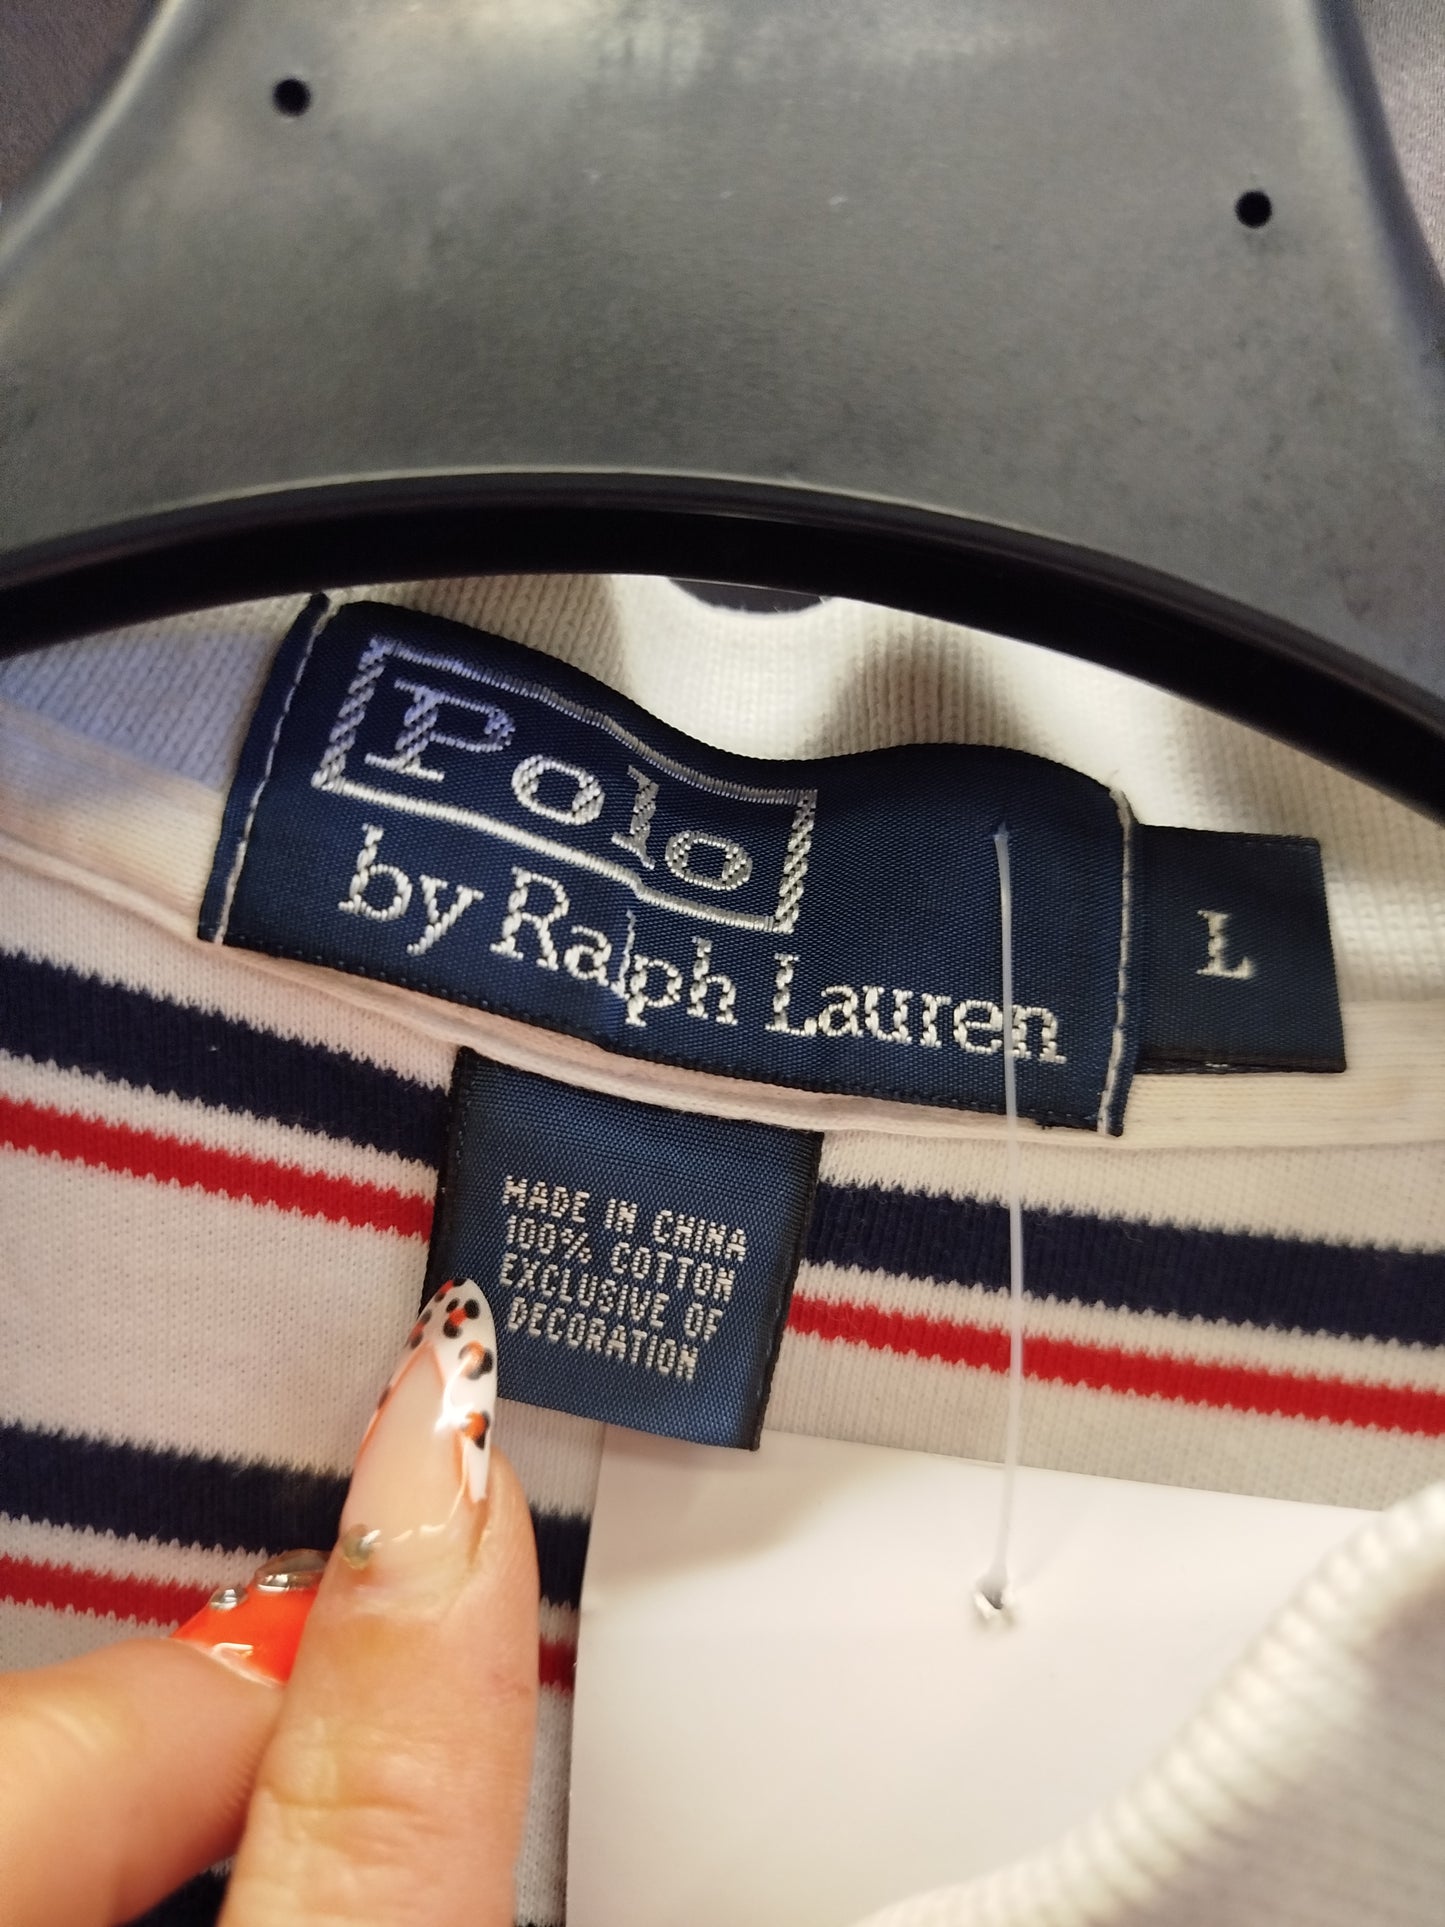 Polo
by Ralph Lauren
L
MADE IN CHINA
100% COTTON
EXCLUSIVE OF
DECORATION